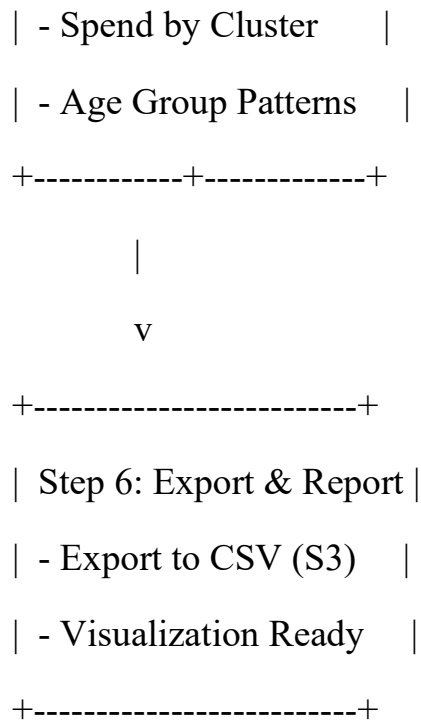 | - Spend by Cluster |
| - Age Group Patterns |
+------------+-------------+
|
v
+--------------------------+
| Step 6: Export & Report |
| - Export to CSV (S3) |
| - Visualization Ready |
+--------------------------+